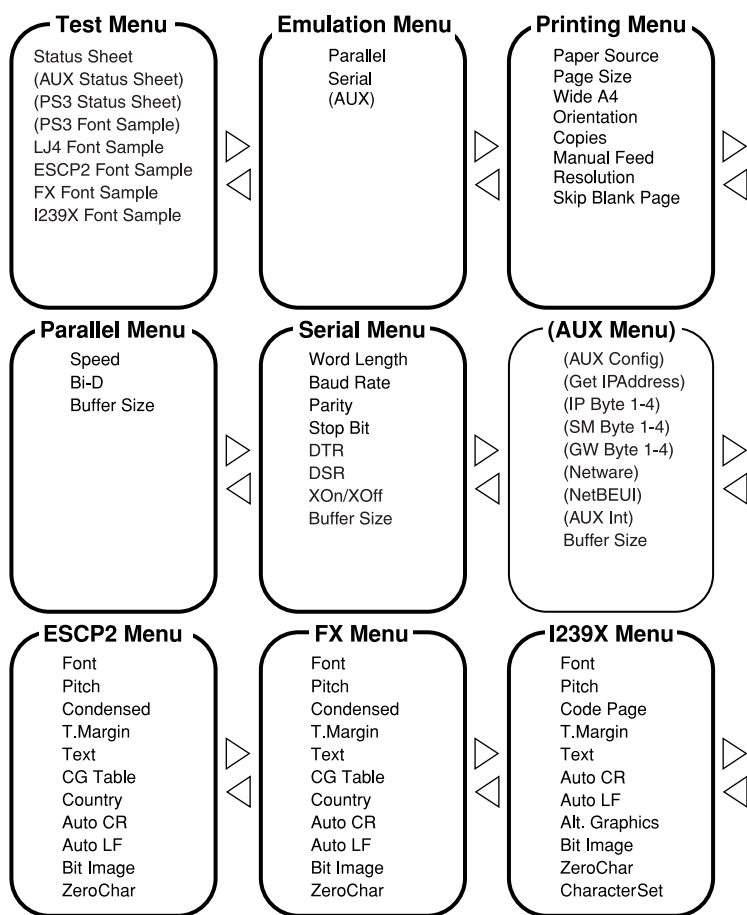 Test Menu
Status Sheet
(AUX Status Sheet)
(PS3 Status Sheet)
(PS3 Font Sample)
LJ4 Font Sample
ESCP2 Font Sample
FX Font Sample
I239X Font Sample
Emulation Menu
Parallel
Serial
(AUX)
Printing Menu
Paper Source
Page Size
Wide A4
Orientation
Copies
Manual Feed
Resolution
Skip Blank Page
Parallel Menu
Speed
Bi-D
Buffer Size
Serial Menu
Word Length
Baud Rate
Parity
Stop Bit
DTR
DSR
XOn/XOff
Buffer Size
(AUX Menu)
(AUX Config)
(Get IPAddress)
(IP Byte 1-4)
(SM Byte 1-4)
(GW Byte 1-4)
(Netware)
(NetBEUI)
(AUX Int)
Buffer Size
ESCP2 Menu
Font
Pitch
Condensed
T.Margin
Text
CG Table
Country
Auto CR
Auto LF
Bit Image
ZeroChar
FX Menu
Font
Pitch
Condensed
T.Margin
Text
CG Table
Country
Auto CR
Auto LF
Bit Image
ZeroChar
I239X Menu
Font
Pitch
Code Page
T.Margin
Text
Auto CR
Auto LF
Alt. Graphics
Bit Image
ZeroChar
CharacterSet